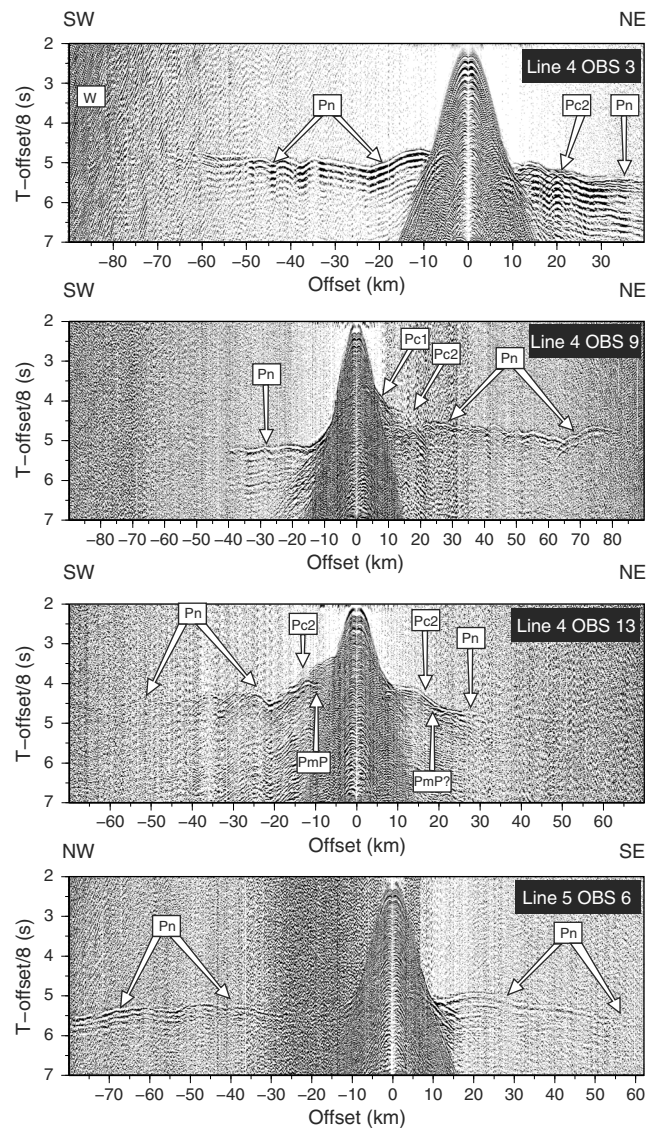 SW NE
Line 4 OBS 3
W
Pn Pc2 Pn
T−offset/8 (s)
2
3
4
5
6
7
−80 −70 −60 −50 −40 −30 −20 −10 0 10 20 30
Offset (km)
SW NE
Line 4 OBS 9
Pc1
Pc2
Pn Pn
T−offset/8 (s)
2
3
4
5
6
7
−80 −70 −60 −50 −40 −30 −20 −10 0 10 20 30 40 50 60 70 80
Offset (km)
SW NE
Line 4 OBS 13
Pn Pc2 Pc2 Pn
PmP PmP?
T−offset/8 (s)
2
3
4
5
6
7
−60 −50 −40 −30 −20 −10 0 10 20 30 40 50 60
Offset (km)
NW SE
Line 5 OBS 6
Pn Pn
T−offset/8 (s)
2
3
4
5
6
7
−70 −60 −50 −40 −30 −20 −10 0 10 20 30 40 50 60
Offset (km)